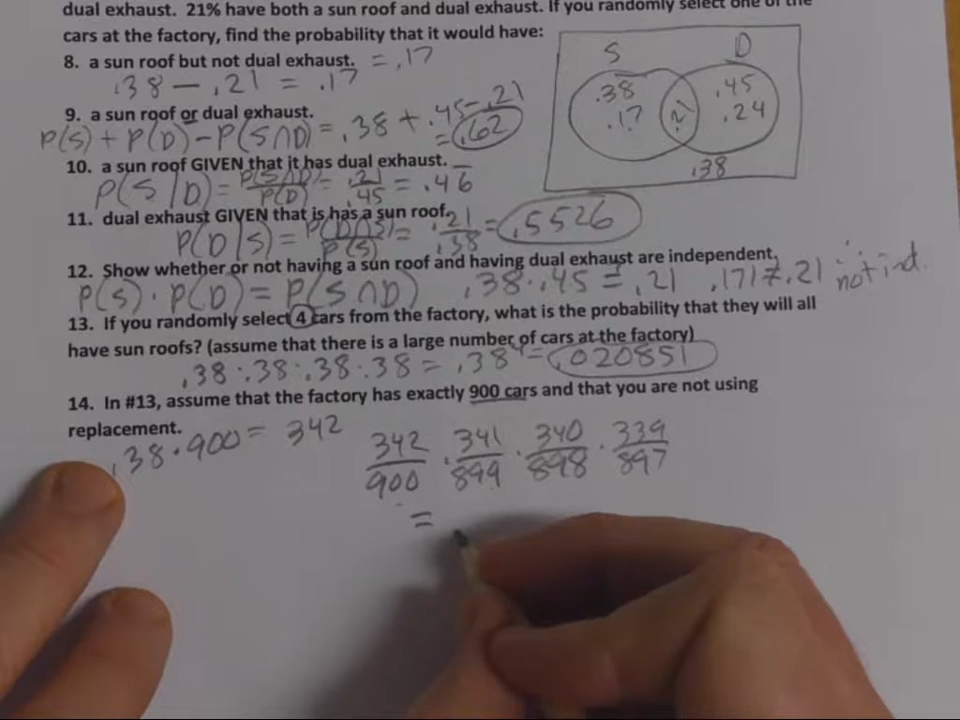 dual exhaust. 21% have both a sun roof and dual exhaust. If you randomly select one of the
cars at the factory, find the probability that it would have:
8. a sun roof but not dual exhaust. = .17
.38 - .21 = .17
S D
.38 .45
.17 .21 .24
.38
9. a sun roof or dual exhaust.
P(S) + P(D) - P(S∩D) = .38 + .45 - .21
= .62
10. a sun roof GIVEN that it has dual exhaust.
P(S|D) = P(S∩D)/P(D) = .21/.45 = .46
11. dual exhaust GIVEN that is has a sun roof.
P(D|S) = P(D∩S)/P(S) = .21/.38 = .5526
12. Show whether or not having a sun roof and having dual exhaust are independent.
P(S) · P(D) = P(S∩D) .38 · .45 = .21 .171 ≠ .21 ∴ not ind.
13. If you randomly select 4 cars from the factory, what is the probability that they will all
have sun roofs? (assume that there is a large number of cars at the factory)
.38 · .38 · .38 · .38 = .38⁴ = .020851
14. In #13, assume that the factory has exactly 900 cars and that you are not using
replacement.
.38 · 900 = 342
342/900 · 341/899 · 340/898 · 339/897
=